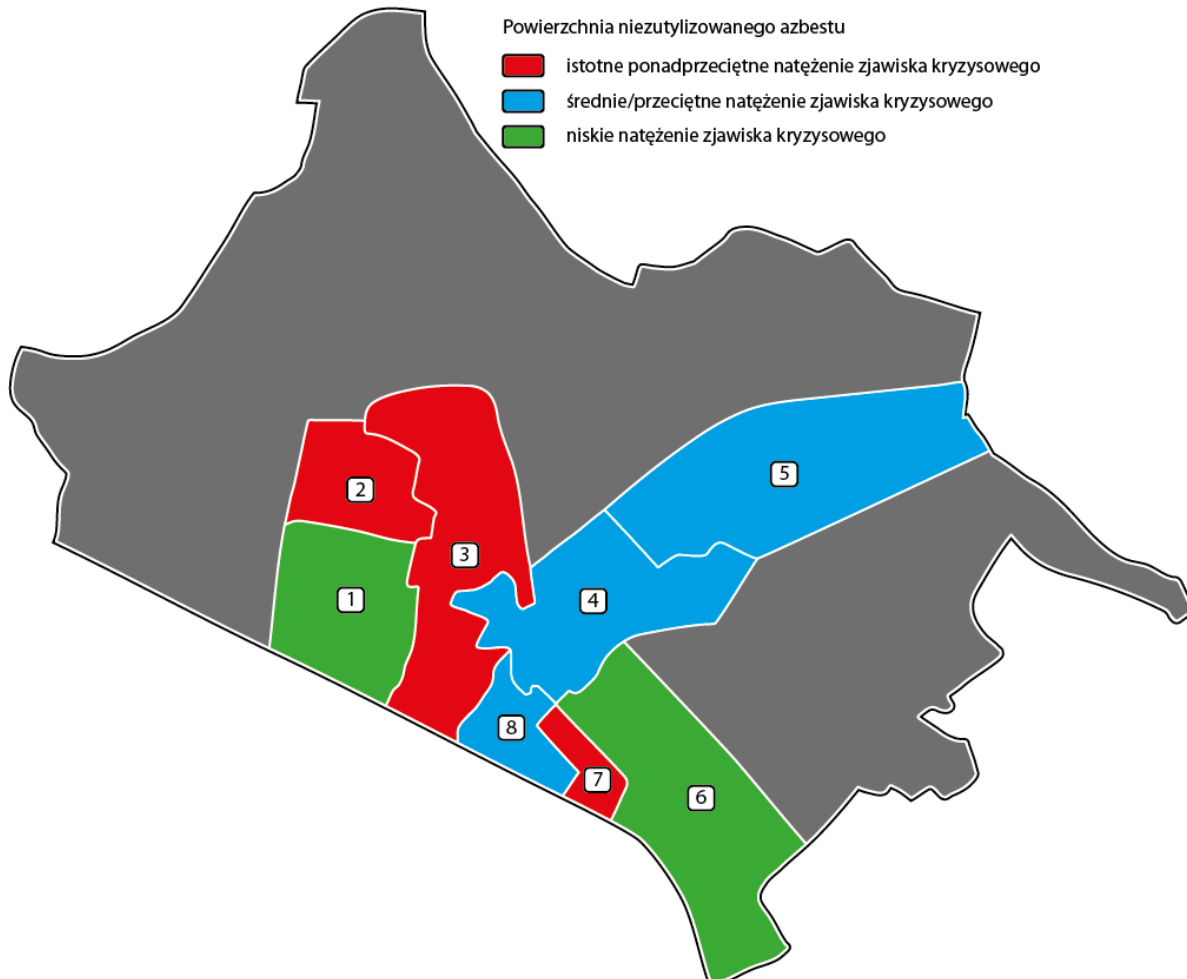 Powierzchnia niezutylizowanego azbestu
istotne ponadprzeciętne natężenie zjawiska kryzysowego
średnie/przeciętne natężenie zjawiska kryzysowego
niskie natężenie zjawiska kryzysowego
5
2
3
1
4
8
7
6